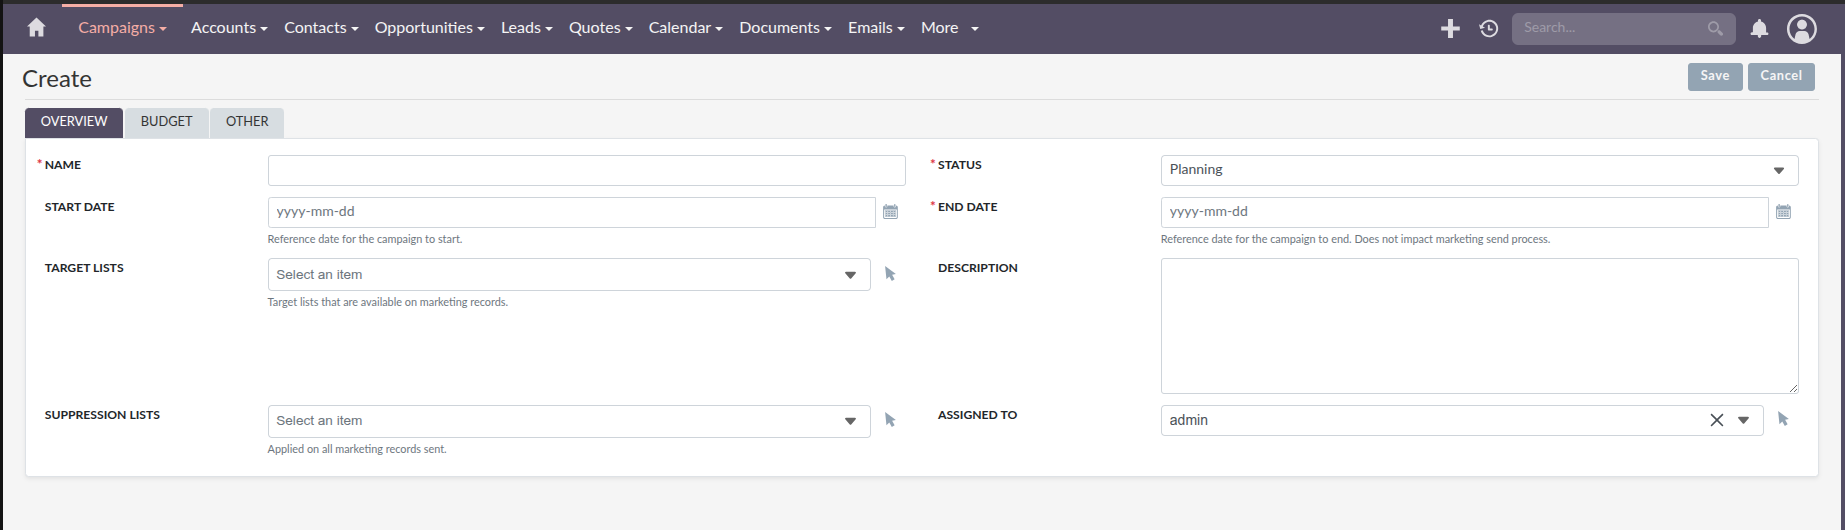 Campaigns Accounts Contacts Opportunities Leads Quotes Calendar Documents Emails More Search...
Create Save Cancel
OVERVIEW BUDGET OTHER
* NAME
* STATUS Planning
START DATE yyyy-mm-dd
Reference date for the campaign to start.
* END DATE yyyy-mm-dd
Reference date for the campaign to end. Does not impact marketing send process.
TARGET LISTS Select an item
Target lists that are available on marketing records.
DESCRIPTION
SUPPRESSION LISTS Select an item
Applied on all marketing records sent.
ASSIGNED TO admin